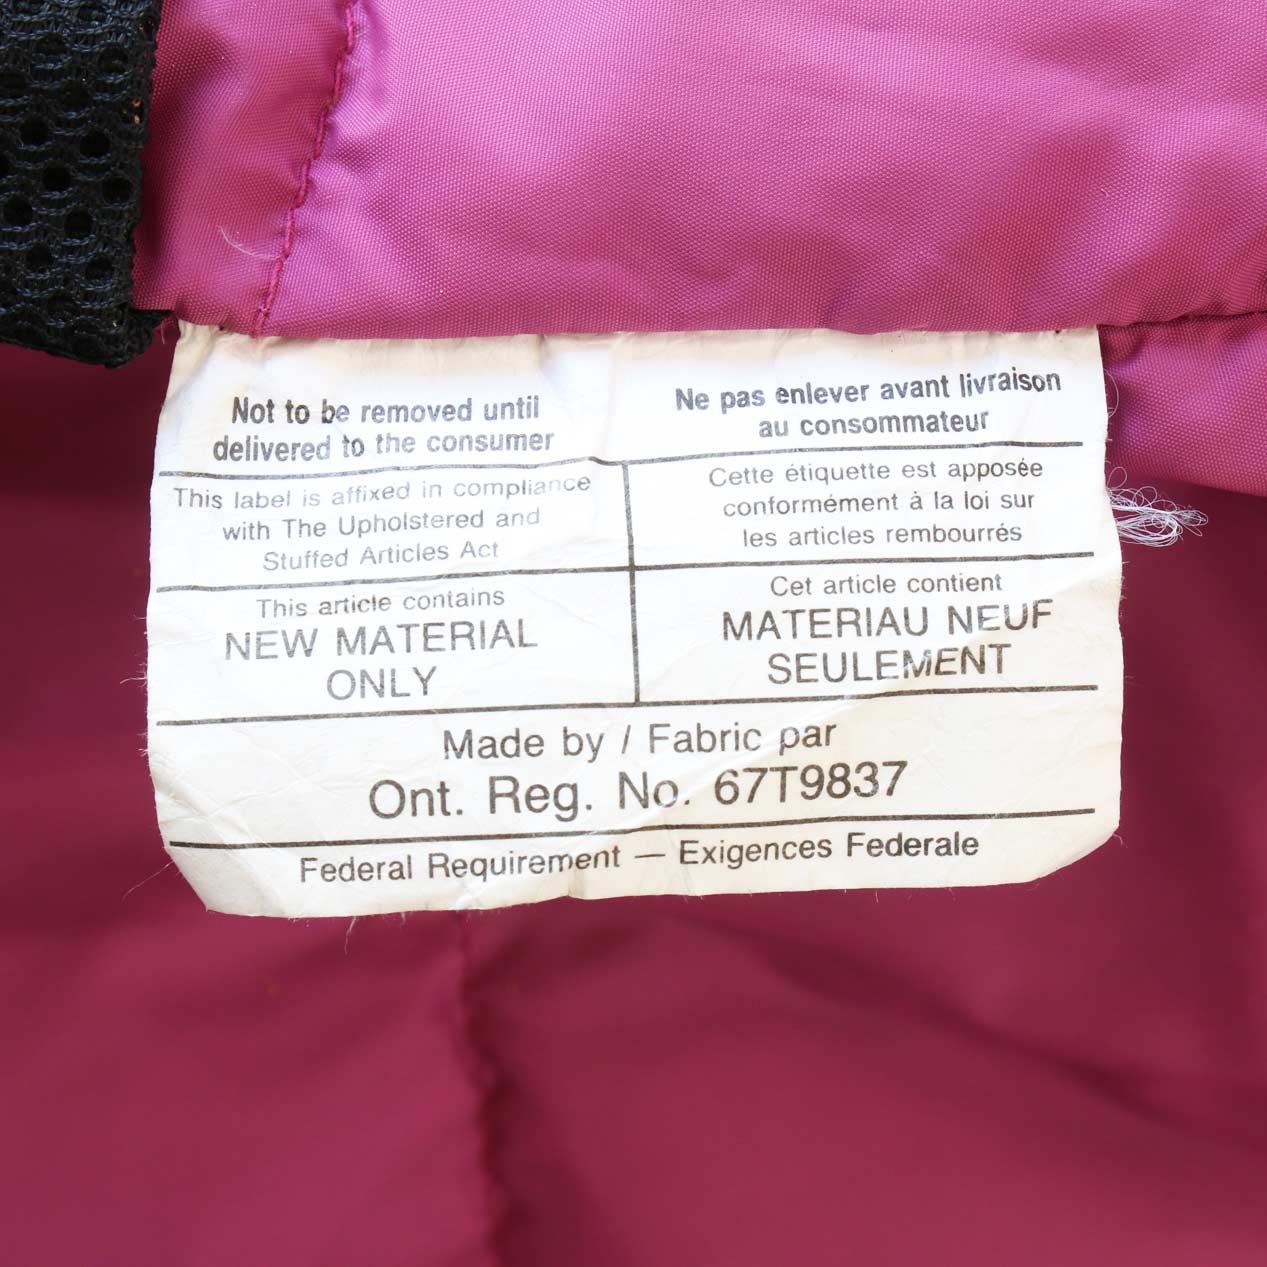 Not to be removed until
delivered to the consumer
Ne pas enlever avant livraison
au consommateur
This label is affixed in compliance
with The Upholstered and
Stuffed Articles Act
Cette étiquette est apposée
conformément à la loi sur
les articles rembourrés
This article contains
NEW MATERIAL
ONLY
Cet article contient
MATERIAU NEUF
SEULEMENT
Made by / Fabric par
Ont. Reg. No. 67T9837
Federal Requirement — Exigences Federale